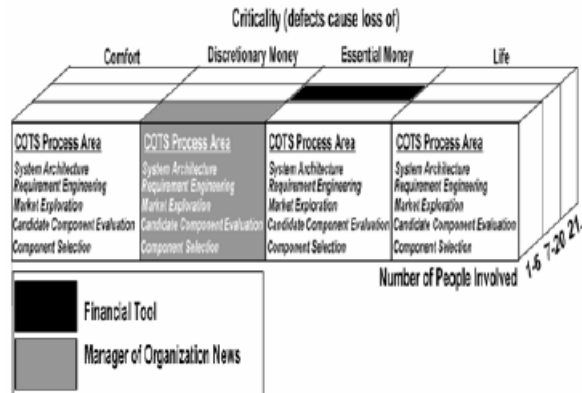 Criticality (defects cause loss of)
Comfort Discretionary Money Essential Money Life
COTS Process Area COTS Process Area COTS Process Area COTS Process Area
System Architecture System Architecture System Architecture System Architecture
Requirement Engineering Requirement Engineering Requirement Engineering Requirement Engineering
Market Exploration Market Exploration Market Exploration Market Exploration
Candidate Component Evaluation Candidate Component Evaluation Candidate Component Evaluation Candidate Component Evaluation
Component Selection Component Selection Component Selection Component Selection
Number of People Involved 1-6 7-20
Financial Tool
Manager of Organization News